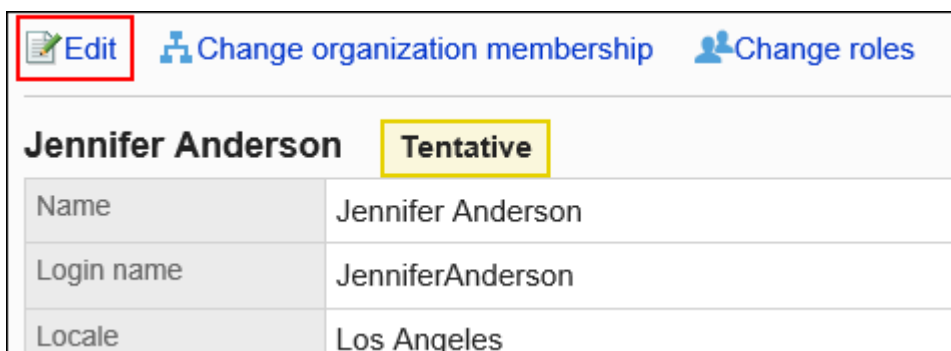 Edit Change organization membership Change roles
Jennifer Anderson Tentative
Name Jennifer Anderson
Login name JenniferAnderson
Locale Los Angeles